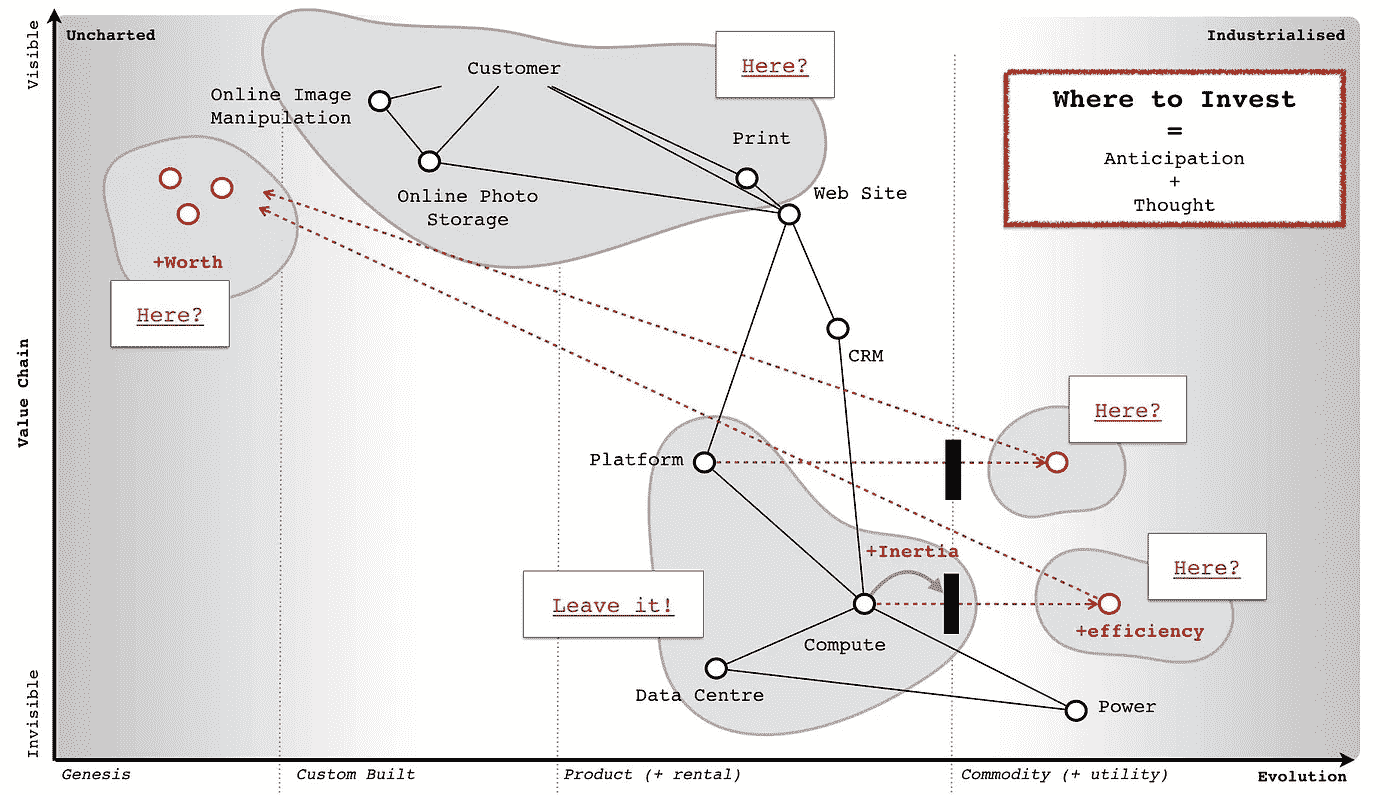 Visible
Uncharted
Industrialised
Customer
Here?
Where to Invest
=
Anticipation
+
Thought
Online Image
Manipulation
Print
Online Photo
Storage
Web Site
+Worth
Here?
Value Chain
CRM
Here?
Platform
+Inertia
Here?
Leave it!
+efficiency
Compute
Data Centre
Power
Invisible
Genesis
Custom Built
Product (+ rental)
Commodity (+ utility)
Evolution